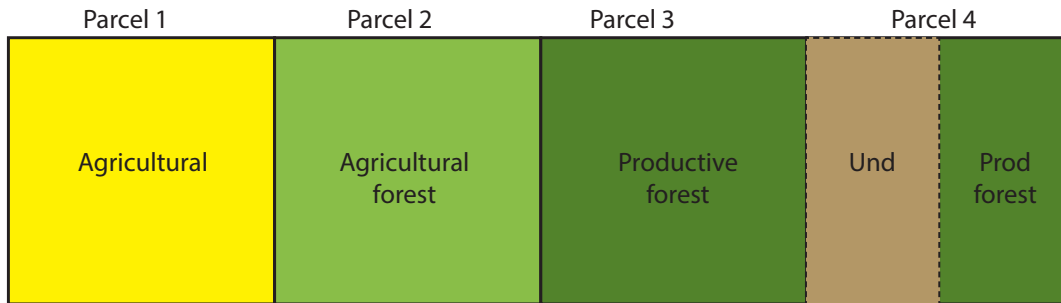 Parcel 1
Parcel 2
Parcel 3
Parcel 4
Agricultural
Agricultural
forest
Productive
forest
Und
Prod
forest